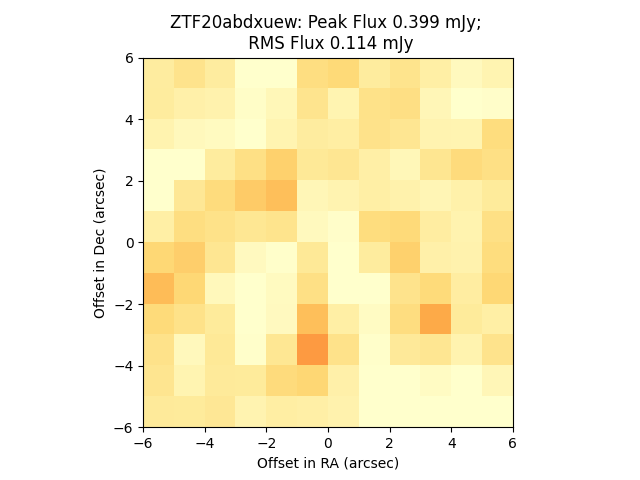 ZTF20abdxuew: Peak Flux 0.399 mJy;
RMS Flux 0.114 mJy
6
4
2
0
−2
−4
−6
Offset in Dec (arcsec)
−6 −4 −2 0 2 4 6
Offset in RA (arcsec)